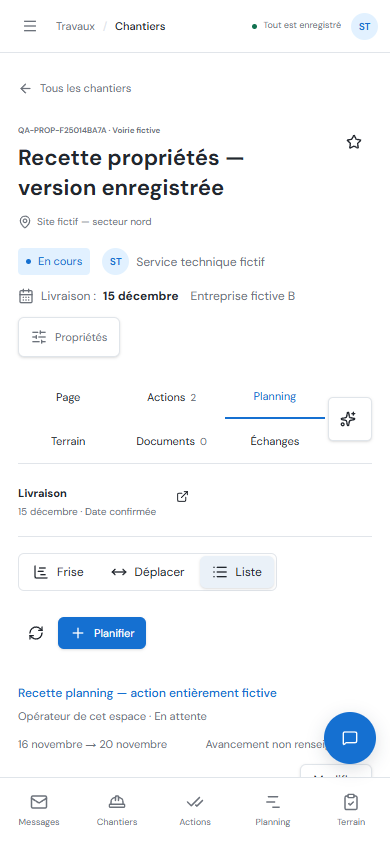 Travaux / Chantiers
Tout est enregistré
ST
Tous les chantiers
QA-PROP-F25014BA7A · Voirie fictive
Recette propriétés —
version enregistrée
Site fictif — secteur nord
En cours
ST
Service technique fictif
Livraison : 15 décembre Entreprise fictive B
Propriétés
Page
Actions 2
Planning
Terrain
Documents 0
Échanges
Livraison
15 décembre · Date confirmée
Frise
Déplacer
Liste
Planifier
Recette planning — action entièrement fictive
Opérateur de cet espace · En attente
16 novembre → 20 novembre
Avancement non
Messages
Chantiers
Actions
Planning
Terrain